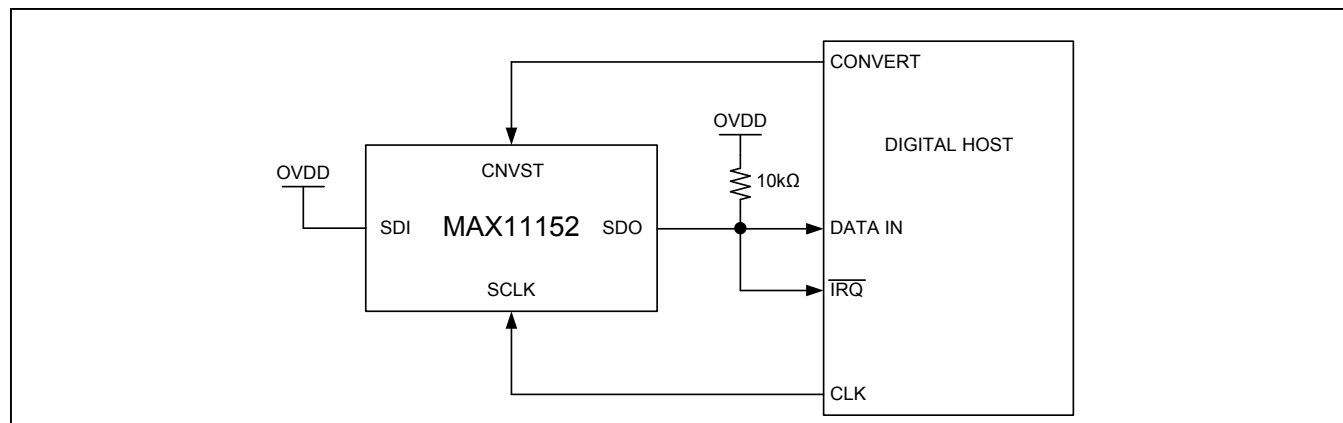 CONVERT
OVDD
DIGITAL HOST
CNVST
10kΩ
OVDD
SDI
MAX11152
SDO
DATA IN
SCLK
IRQ
CLK